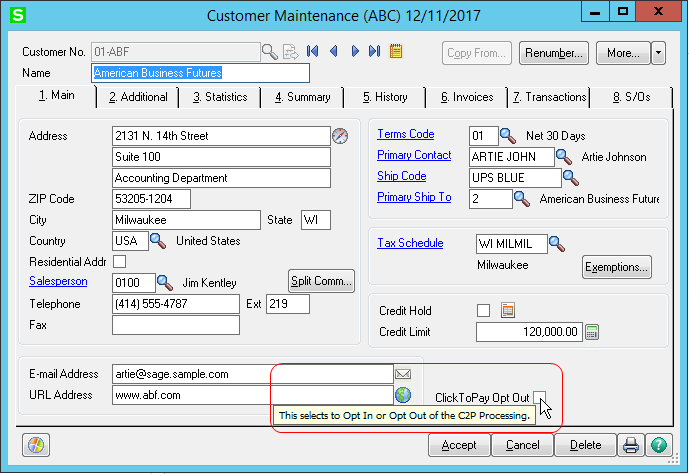 S Customer Maintenance (ABC) 12/11/2017
Customer No. 01-ABF Copy From... Renumber... More...
Name American Business Futures
1. Main 2. Additional 3. Statistics 4. Summary 5. History 6. Invoices 7. Transactions 8. S/Os
Address 2131 N. 14th Street
Suite 100
Accounting Department
ZIP Code 53205-1204
City Milwaukee State WI
Country USA United States
Residential Addr
Salesperson 0100 Jim Kentley Split Comm...
Telephone (414) 555-4787 Ext 219
Fax
Terms Code 01 Net 30 Days
Primary Contact ARTIE JOHN Artie Johnson
Ship Code UPS BLUE
Primary Ship To 2 American Business Future
Tax Schedule WI MILMIL
Milwaukee Exemptions...
Credit Hold
Credit Limit 120,000.00
E-mail Address artie@sage.sample.com
URL Address www.abf.com
ClickToPay Opt Out
This selects to Opt In or Opt Out of the C2P Processing.
Accept Cancel Delete